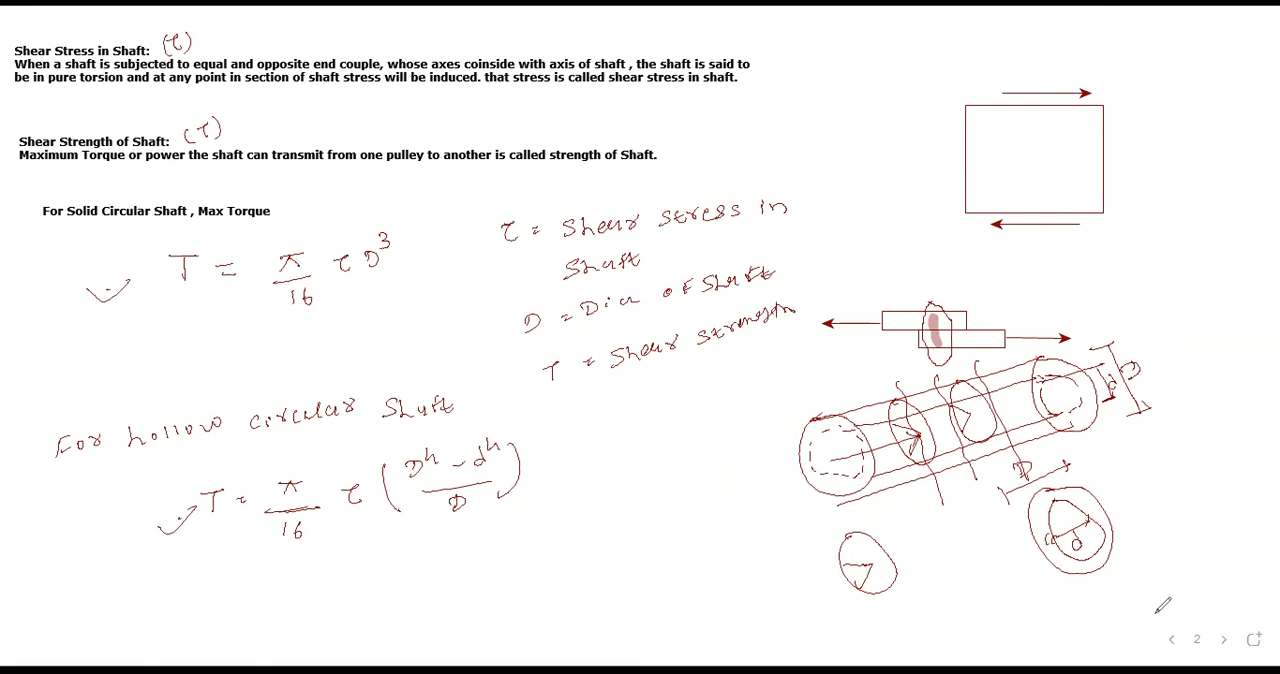 Shear Stress in Shaft: (τ)
When a shaft is subjected to equal and opposite end couple, whose axes coinside with axis of shaft , the shaft is said to
be in pure torsion and at any point in section of shaft stress will be induced. that stress is called shear stress in shaft.
Shear Strength of Shaft: (T)
Maximum Torque or power the shaft can transmit from one pulley to another is called strength of Shaft.
For Solid Circular Shaft , Max Torque
T = π/16 τ D³
τ = Shear stress in
Shaft
D = Dia of Shaft
T = Shear strength
For hollow circular Shaft
T = π/16 τ (D⁴ - d⁴ / D)
d D
D
d
2